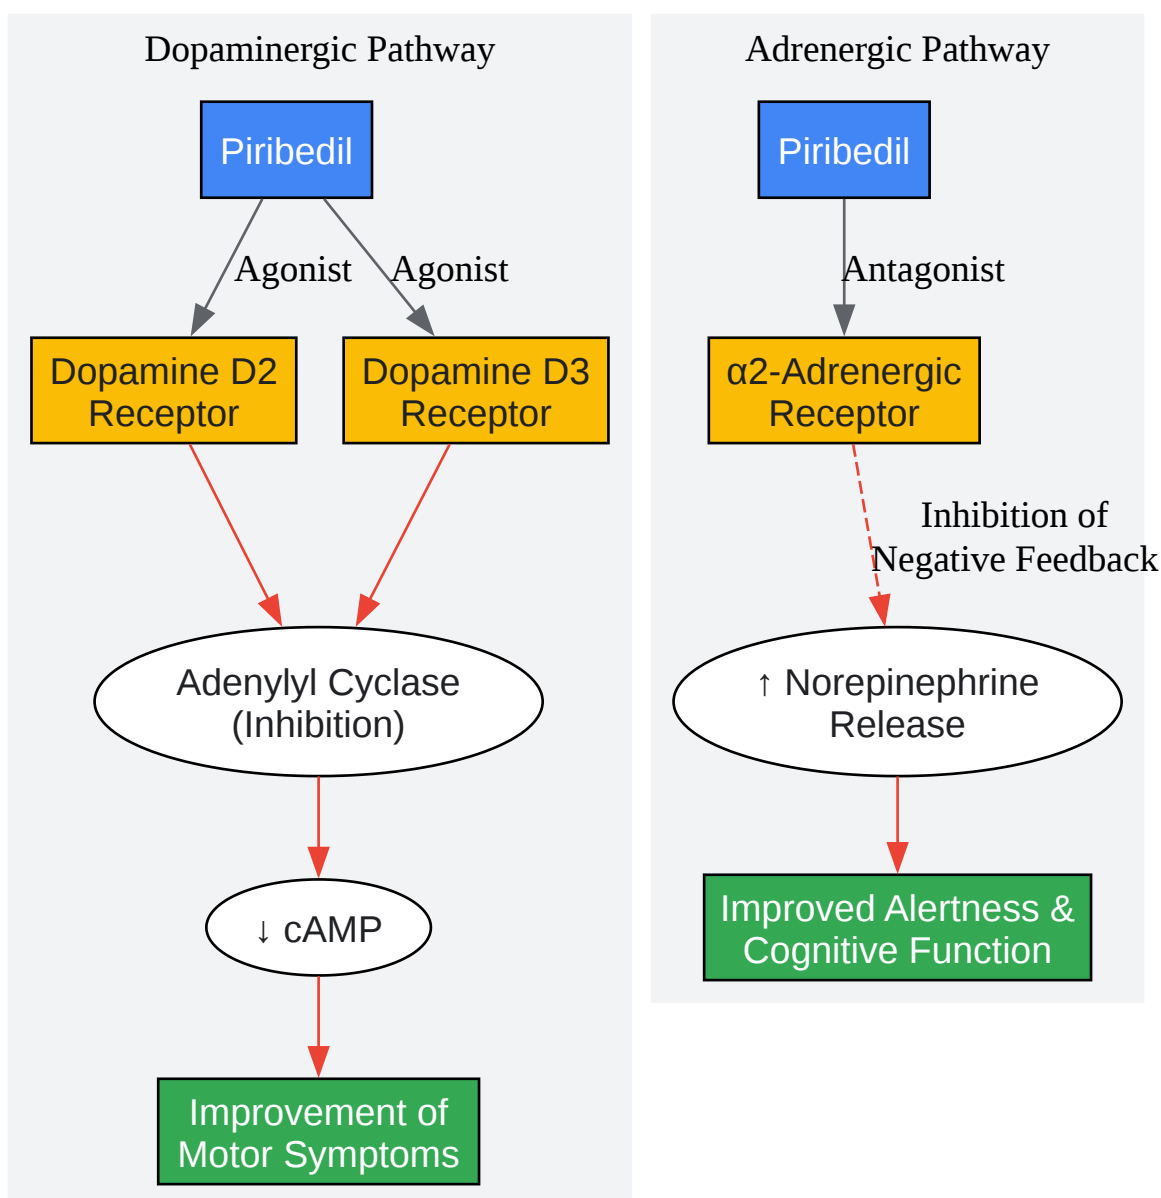 Dopaminergic Pathway
Piribedil
Agonist
Agonist
Dopamine D2
Receptor
Dopamine D3
Receptor
Adenylyl Cyclase
(Inhibition)
↓ cAMP
Improvement of
Motor Symptoms
Adrenergic Pathway
Piribedil
Antagonist
α2-Adrenergic
Receptor
Inhibition of
Negative Feedback
↑ Norepinephrine
Release
Improved Alertness &
Cognitive Function